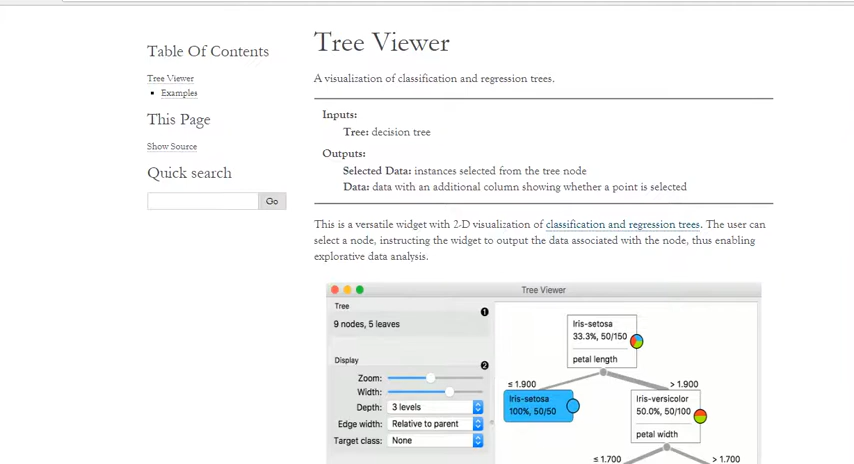 Table Of Contents
Tree Viewer
Examples
This Page
Show Source
Quick search
Go
Tree Viewer
A visualization of classification and regression trees.
Inputs:
Tree: decision tree
Outputs:
Selected Data: instances selected from the tree node
Data: data with an additional column showing whether a point is selected
This is a versatile widget with 2-D visualization of classification and regression trees. The user can
select a node, instructing the widget to output the data associated with the node, thus enabling
explorative data analysis.
Tree Viewer
Tree
1
9 nodes, 5 leaves
Display
2
Zoom:
Width:
Depth: 3 levels
Edge width: Relative to parent
Target class: None
Iris-setosa
33.3%, 50/150
petal length
≤ 1.900
> 1.900
Iris-setosa
100%, 50/50
Iris-versicolor
50.0%, 50/100
petal width
≤ 1.700
> 1.700